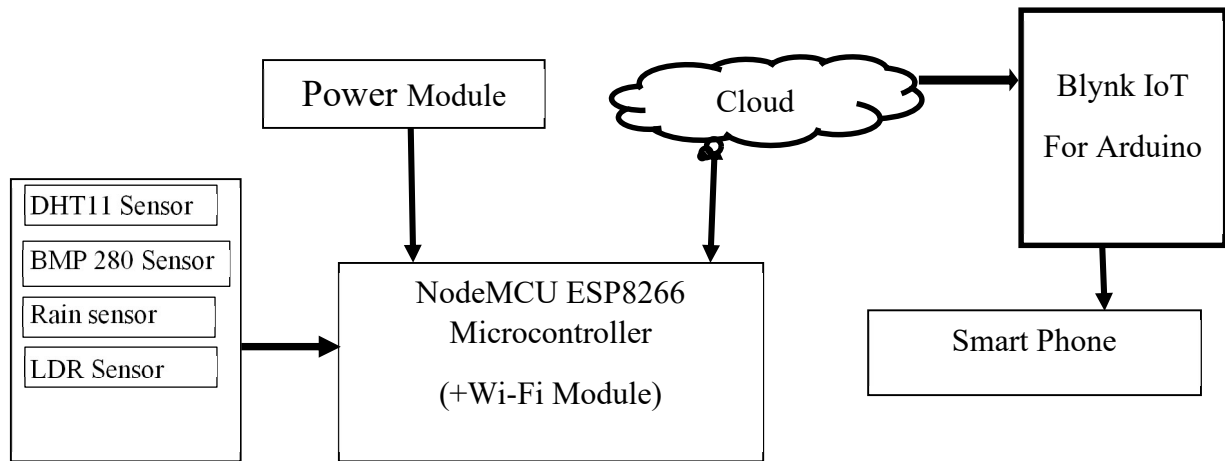 Power Module
Cloud
Blynk IoT
For Arduino
DHT11 Sensor
BMP 280 Sensor
Rain sensor
LDR Sensor
NodeMCU ESP8266
Microcontroller
(+Wi-Fi Module)
Smart Phone